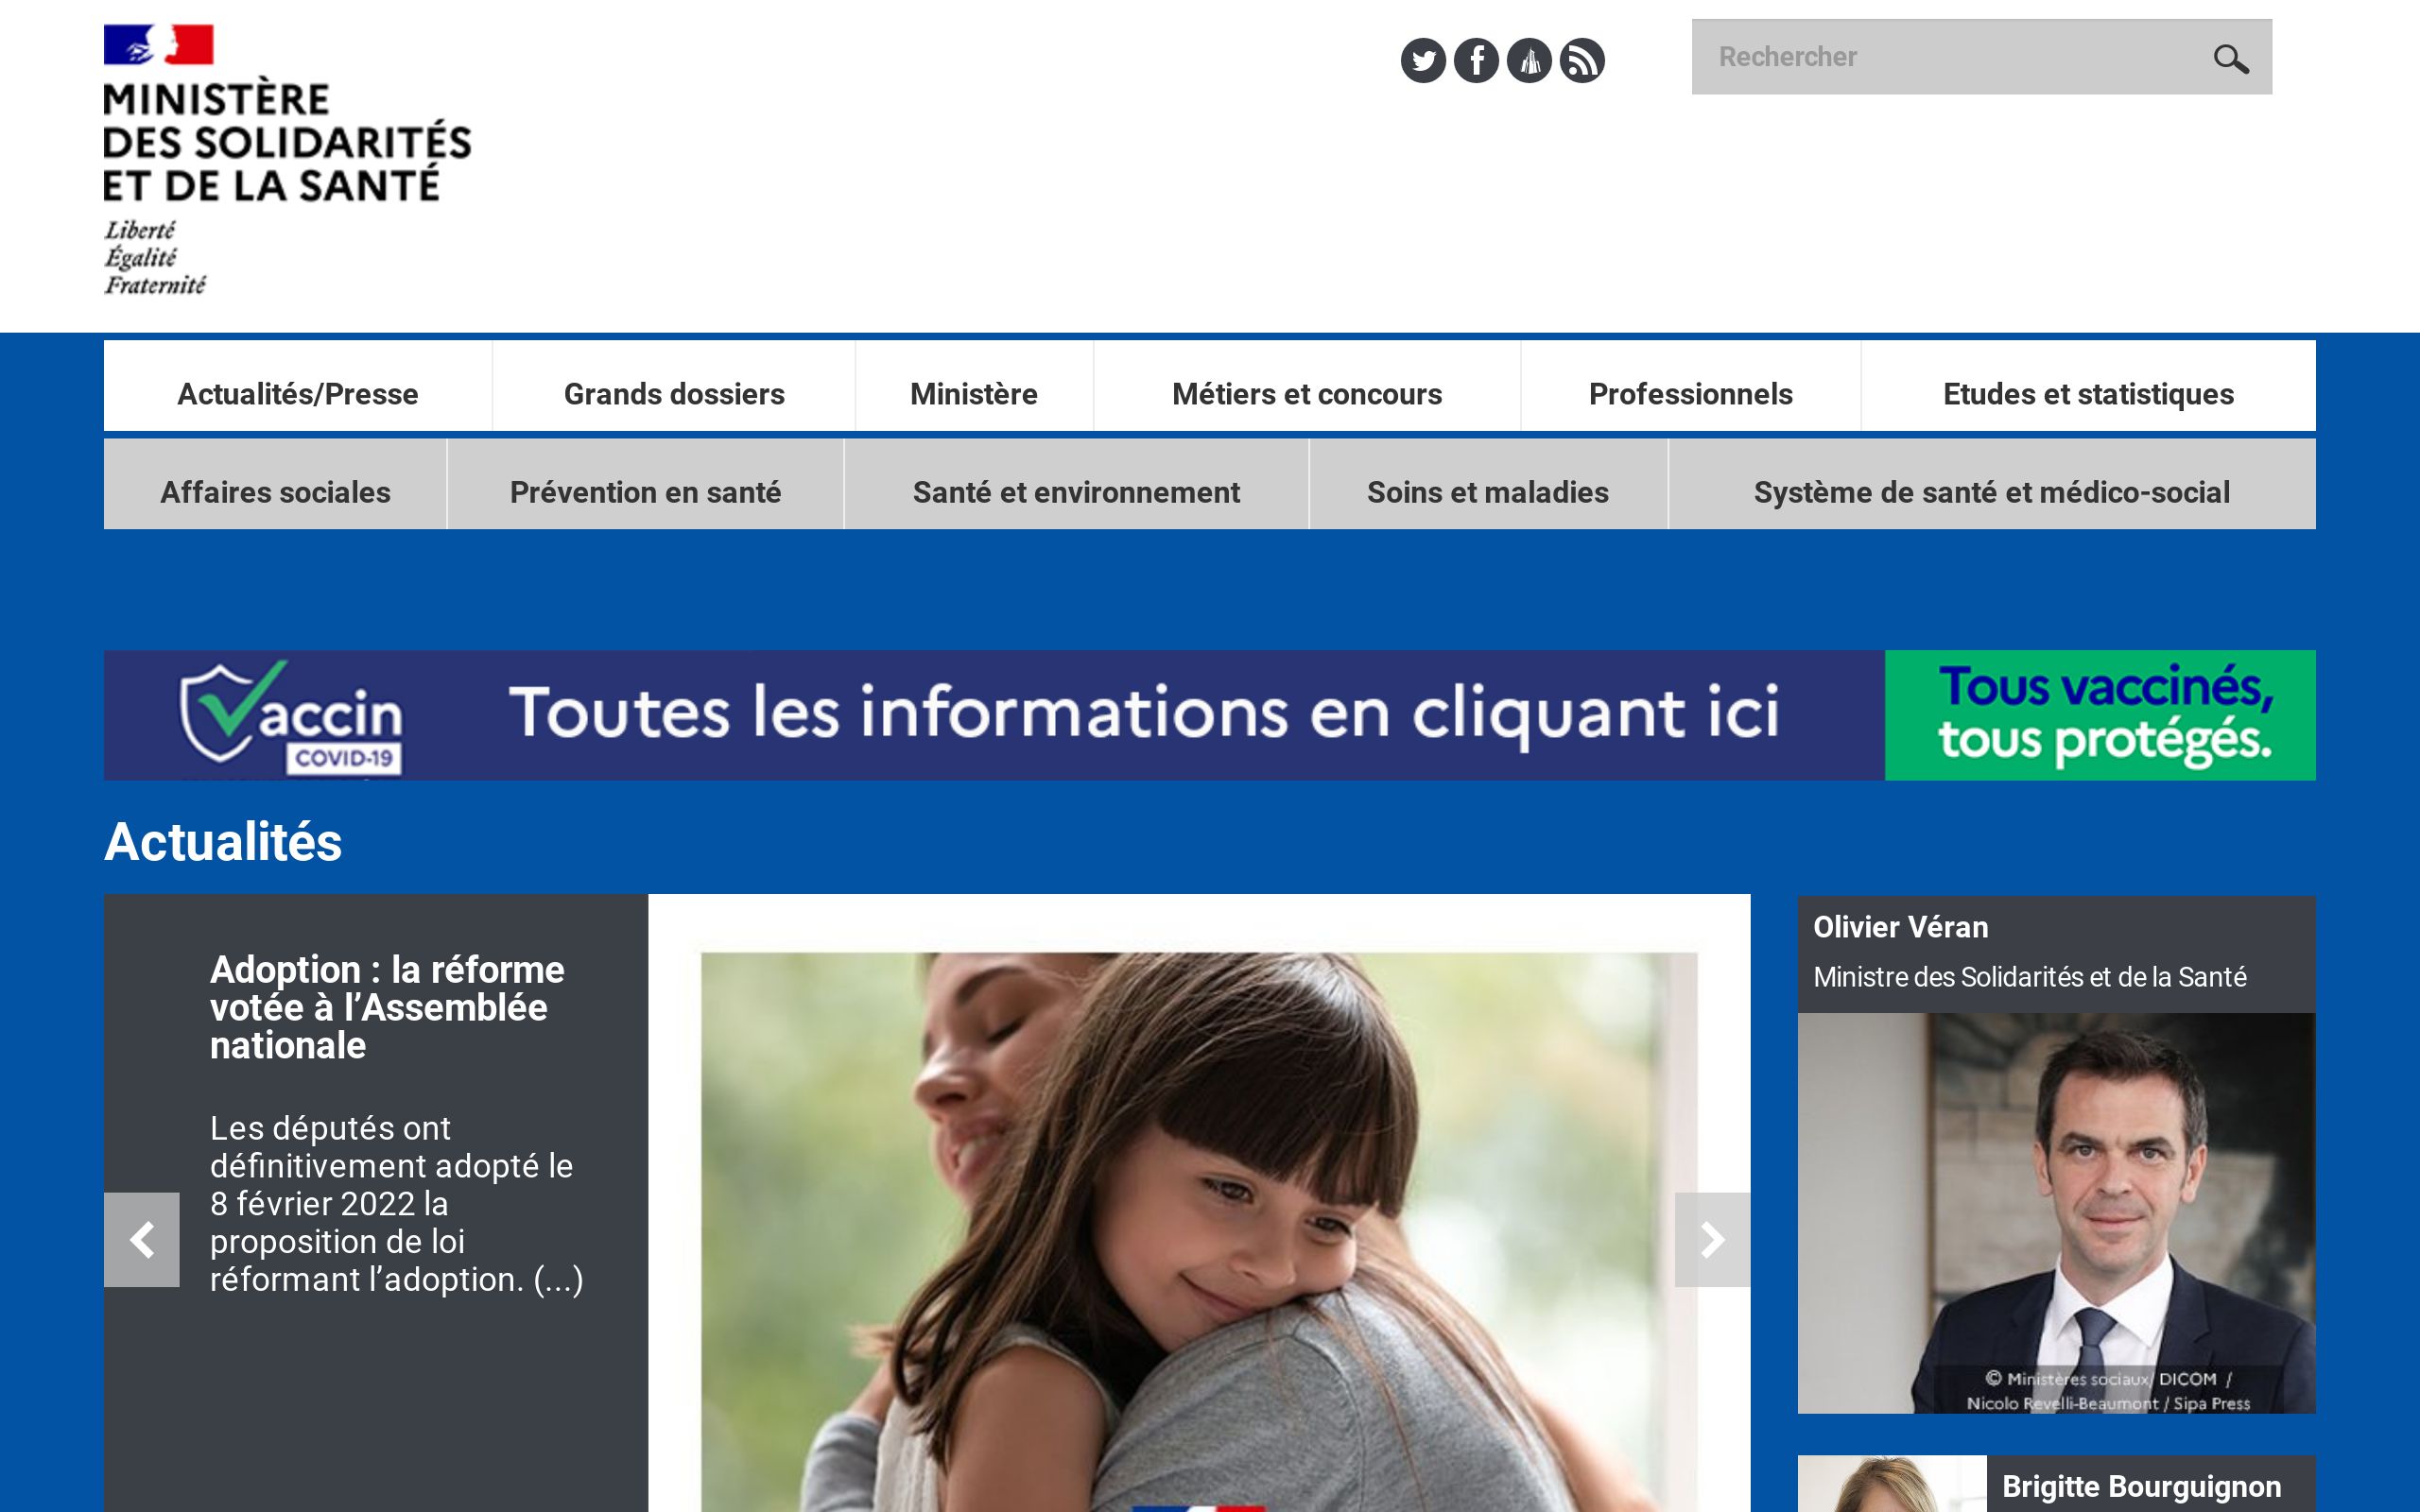 MINISTÈRE
DES SOLIDARITÉS
ET DE LA SANTÉ
Liberté
Égalité
Fraternité
Rechercher
Actualités/Presse
Grands dossiers
Ministère
Métiers et concours
Professionnels
Etudes et statistiques
Affaires sociales
Prévention en santé
Santé et environnement
Soins et maladies
Système de santé et médico-social
Vaccin
COVID-19
Toutes les informations en cliquant ici
Tous vaccinés,
tous protégés.
Actualités
Adoption : la réforme
votée à l’Assemblée
nationale
Les députés ont
définitivement adopté le
8 février 2022 la
proposition de loi
réformant l’adoption. (...)
Olivier Véran
Ministre des Solidarités et de la Santé
© Ministères sociaux/ DICOM /
Nicolo Revelli-Beaumont / Sipa Press
Brigitte Bourguignon